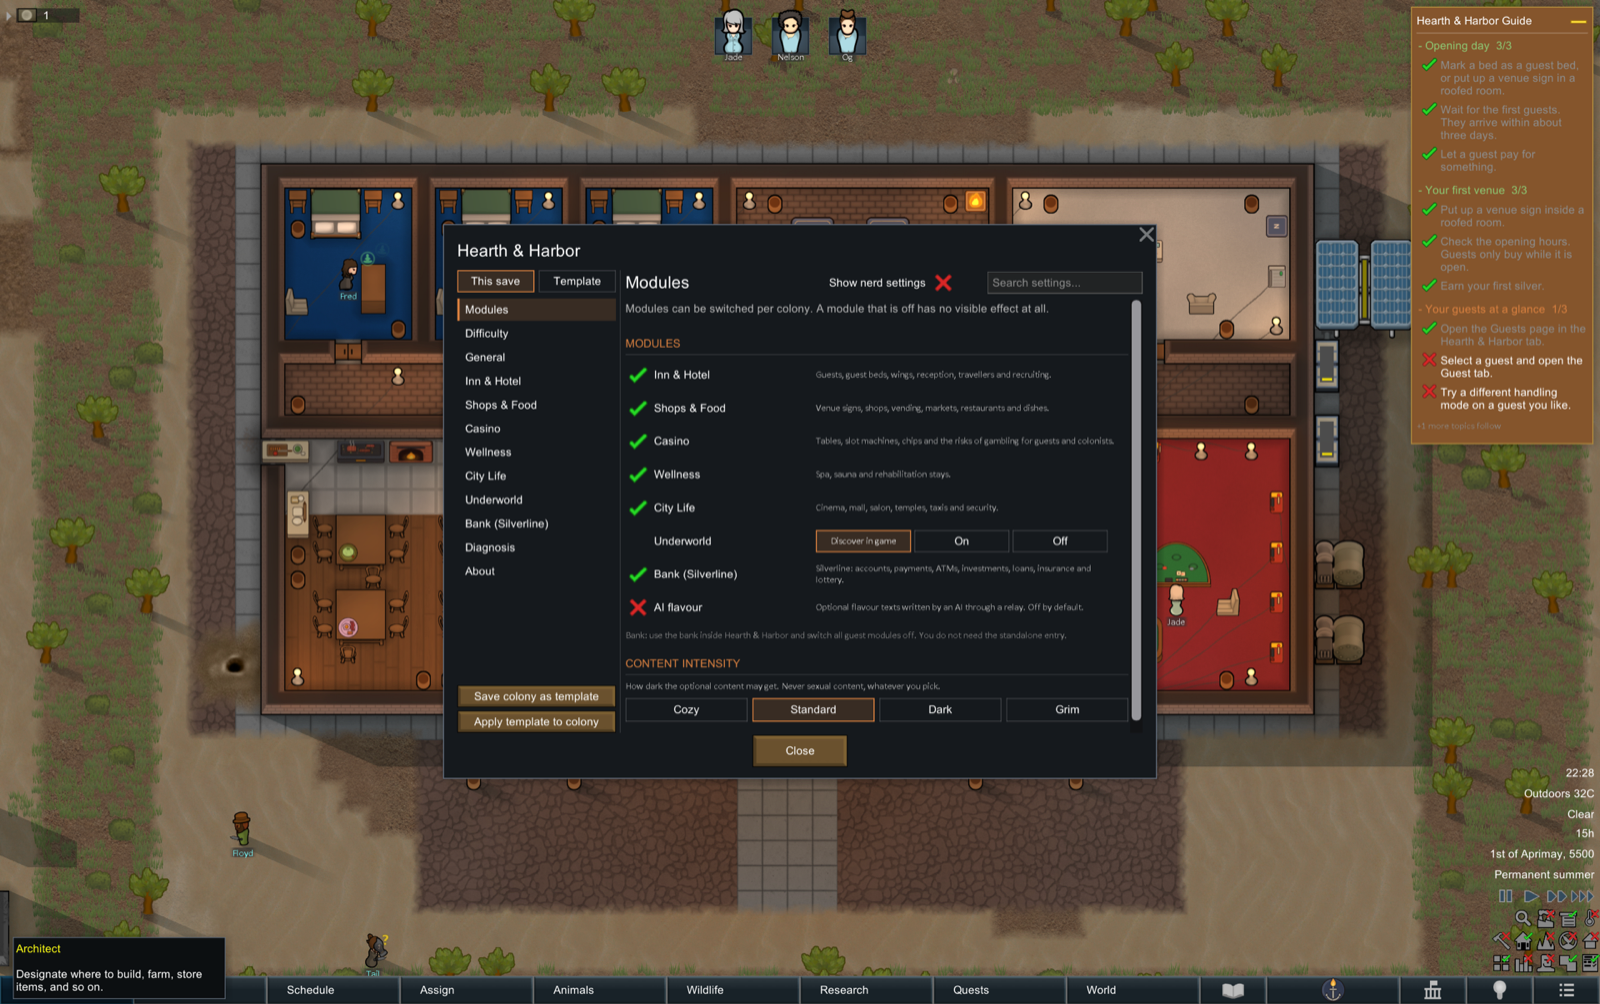 1
Jade
Nelson
Og
Hearth & Harbor Guide
- Opening day 3/3
Mark a bed as a guest bed,
or put up a venue sign in a
roofed room.
Wait for the first guests.
They arrive within about
three days.
Let a guest pay for
something.
- Your first venue 3/3
Put up a venue sign inside a
roofed room.
Check the opening hours.
Guests only buy while it is
open.
Earn your first silver.
- Your guests at a glance 1/3
Open the Guests page in the
Hearth & Harbor tab.
Select a guest and open the
Guest tab.
Try a different handling
mode on a guest you like.
+1 more topics follow
Fred
Hearth & Harbor
This save
Template
Modules
Difficulty
General
Inn & Hotel
Shops & Food
Casino
Wellness
City Life
Underworld
Bank (Silverline)
Diagnosis
About
Save colony as template
Apply template to colony
Modules
Show nerd settings
Search settings...
Modules can be switched per colony. A module that is off has no visible effect at all.
MODULES
Inn & Hotel
Guests, guest beds, wings, reception, travellers and recruiting.
Shops & Food
Venue signs, shops, vending, markets, restaurants and dishes.
Casino
Tables, slot machines, chips and the risks of gambling for guests and colonists.
Wellness
Spa, sauna and rehabilitation stays.
City Life
Cinema, mall, salon, temples, taxis and security.
Underworld
Discover in game
On
Off
Bank (Silverline)
Silverline: accounts, payments, ATMs, investments, loans, insurance and
lottery.
AI flavour
Optional flavour texts written by an AI through a relay. Off by default.
Bank: use the bank inside Hearth & Harbor and switch all guest modules off. You do not need the standalone entry.
CONTENT INTENSITY
How dark the optional content may get. Never sexual content, whatever you pick.
Cozy
Standard
Dark
Grim
Close
Jade
Floyd
Tail
?
22:28
Outdoors 32C
Clear
15h
1st of Aprimay, 5500
Permanent summer
Architect
Designate where to build, farm, store
items, and so on.
Schedule
Assign
Animals
Wildlife
Research
Quests
World